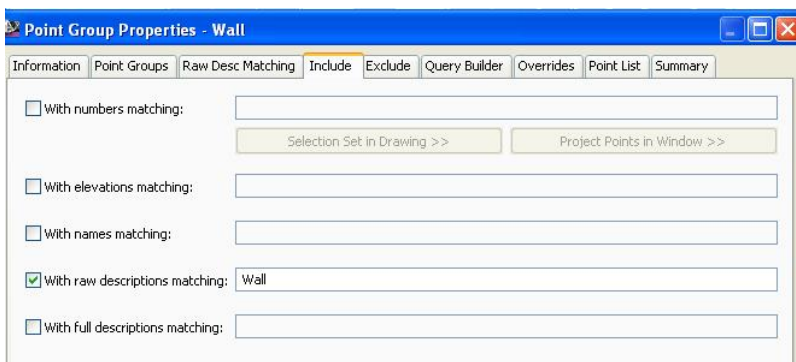 Point Group Properties - Wall
Information Point Groups Raw Desc Matching Include Exclude Query Builder Overrides Point List Summary
With numbers matching:
Selection Set in Drawing >> Project Points in Window >>
With elevations matching:
With names matching:
With raw descriptions matching: Wall
With full descriptions matching: